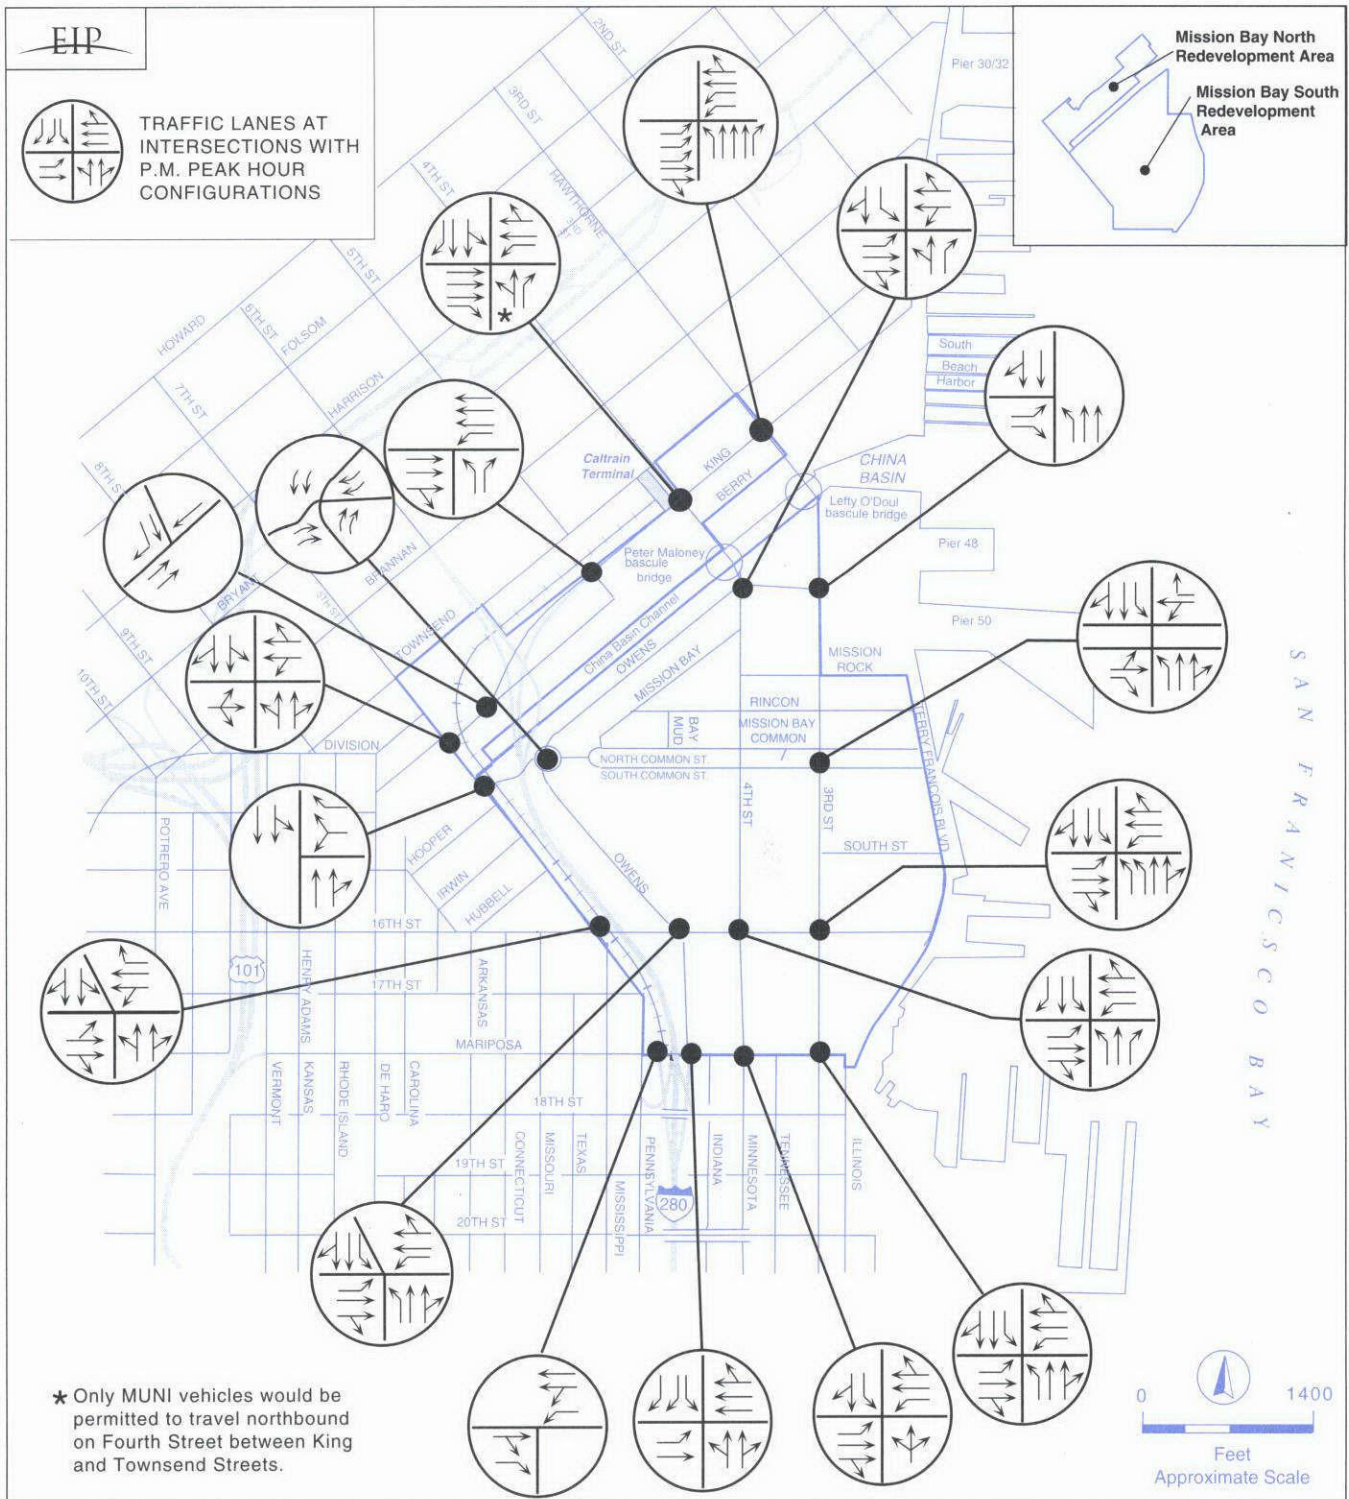 EIP
TRAFFIC LANES AT
INTERSECTIONS WITH
P.M. PEAK HOUR
CONFIGURATIONS
Mission Bay North
Redevelopment Area
Mission Bay South
Redevelopment
Area
2ND ST
3RD ST
4TH ST
5TH ST
6TH ST
7TH ST
8TH ST
9TH ST
10TH ST
HAWTHORNE
3RD
ST
HOWARD
FOLSOM
HARRISON
BRYANT
BRANNAN
TOWNSEND
Pier 30/32
South
Beach
Harbor
Caltrain
Terminal
KING
BERRY
CHINA
BASIN
Lefty O'Doul
bascule bridge
Peter Maloney
bascule
bridge
Pier 48
Pier 50
China Basin Channel
OWENS
MISSION BAY
MISSION
ROCK
RINCON
BAY
MUD
MISSION BAY
COMMON
NORTH COMMON ST.
SOUTH COMMON ST.
TERRY FRANCOIS BLVD
4TH ST
3RD ST
SOUTH ST
DIVISION
HOOPER
IRWIN
HUBBELL
OWENS
POTRERO AVE
16TH ST
101
17TH ST
HENRY ADAMS
ARKANSAS
MARIPOSA
VERMONT
KANSAS
RHODE ISLAND
DE HARO
CAROLINA
18TH ST
19TH ST
20TH ST
CONNECTICUT
MISSOURI
TEXAS
MISSISSIPPI
PENNSYLVANIA
280
INDIANA
MINNESOTA
TENNESSEE
ILLINOIS
SAN FRANICSCO BAY
*
* Only MUNI vehicles would be
permitted to travel northbound
on Fourth Street between King
and Townsend Streets.
0 1400
Feet
Approximate Scale